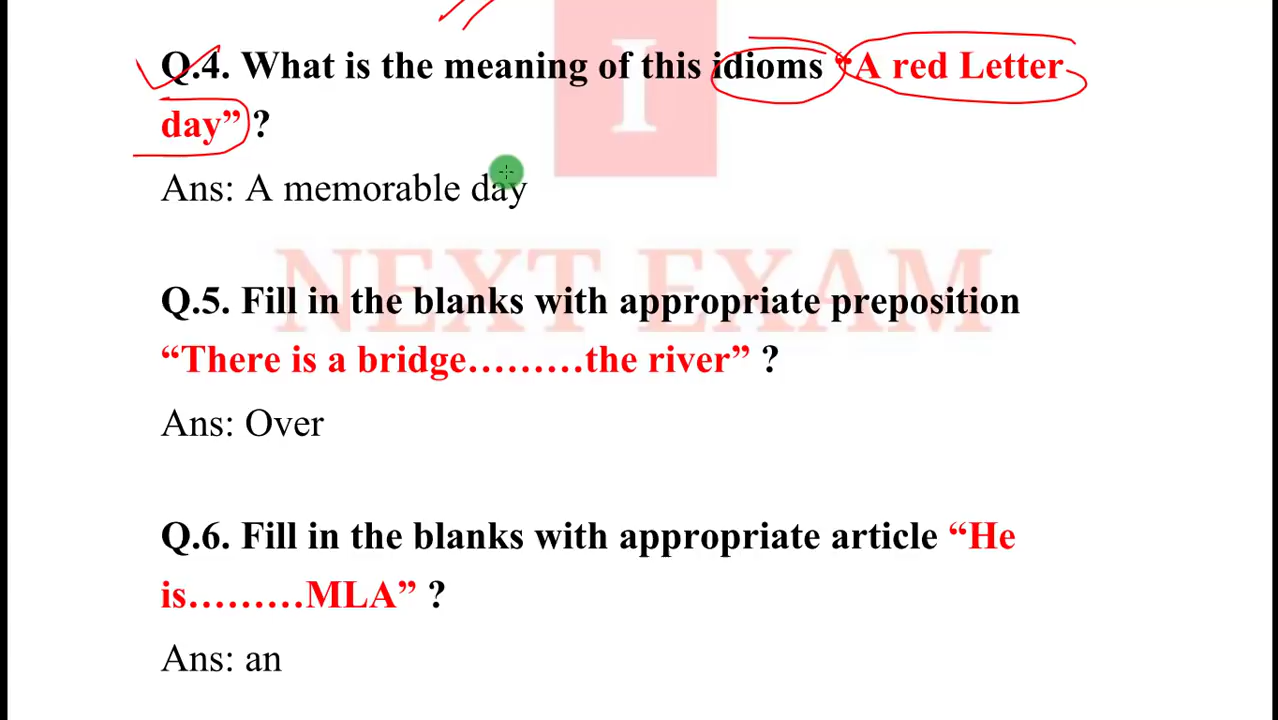 I
Q.4. What is the meaning of this idioms “A red Letter
day” ?
Ans: A memorable day
NEXT EXAM
Q.5. Fill in the blanks with appropriate preposition
“There is a bridge………the river” ?
Ans: Over
Q.6. Fill in the blanks with appropriate article “He
is………MLA” ?
Ans: an